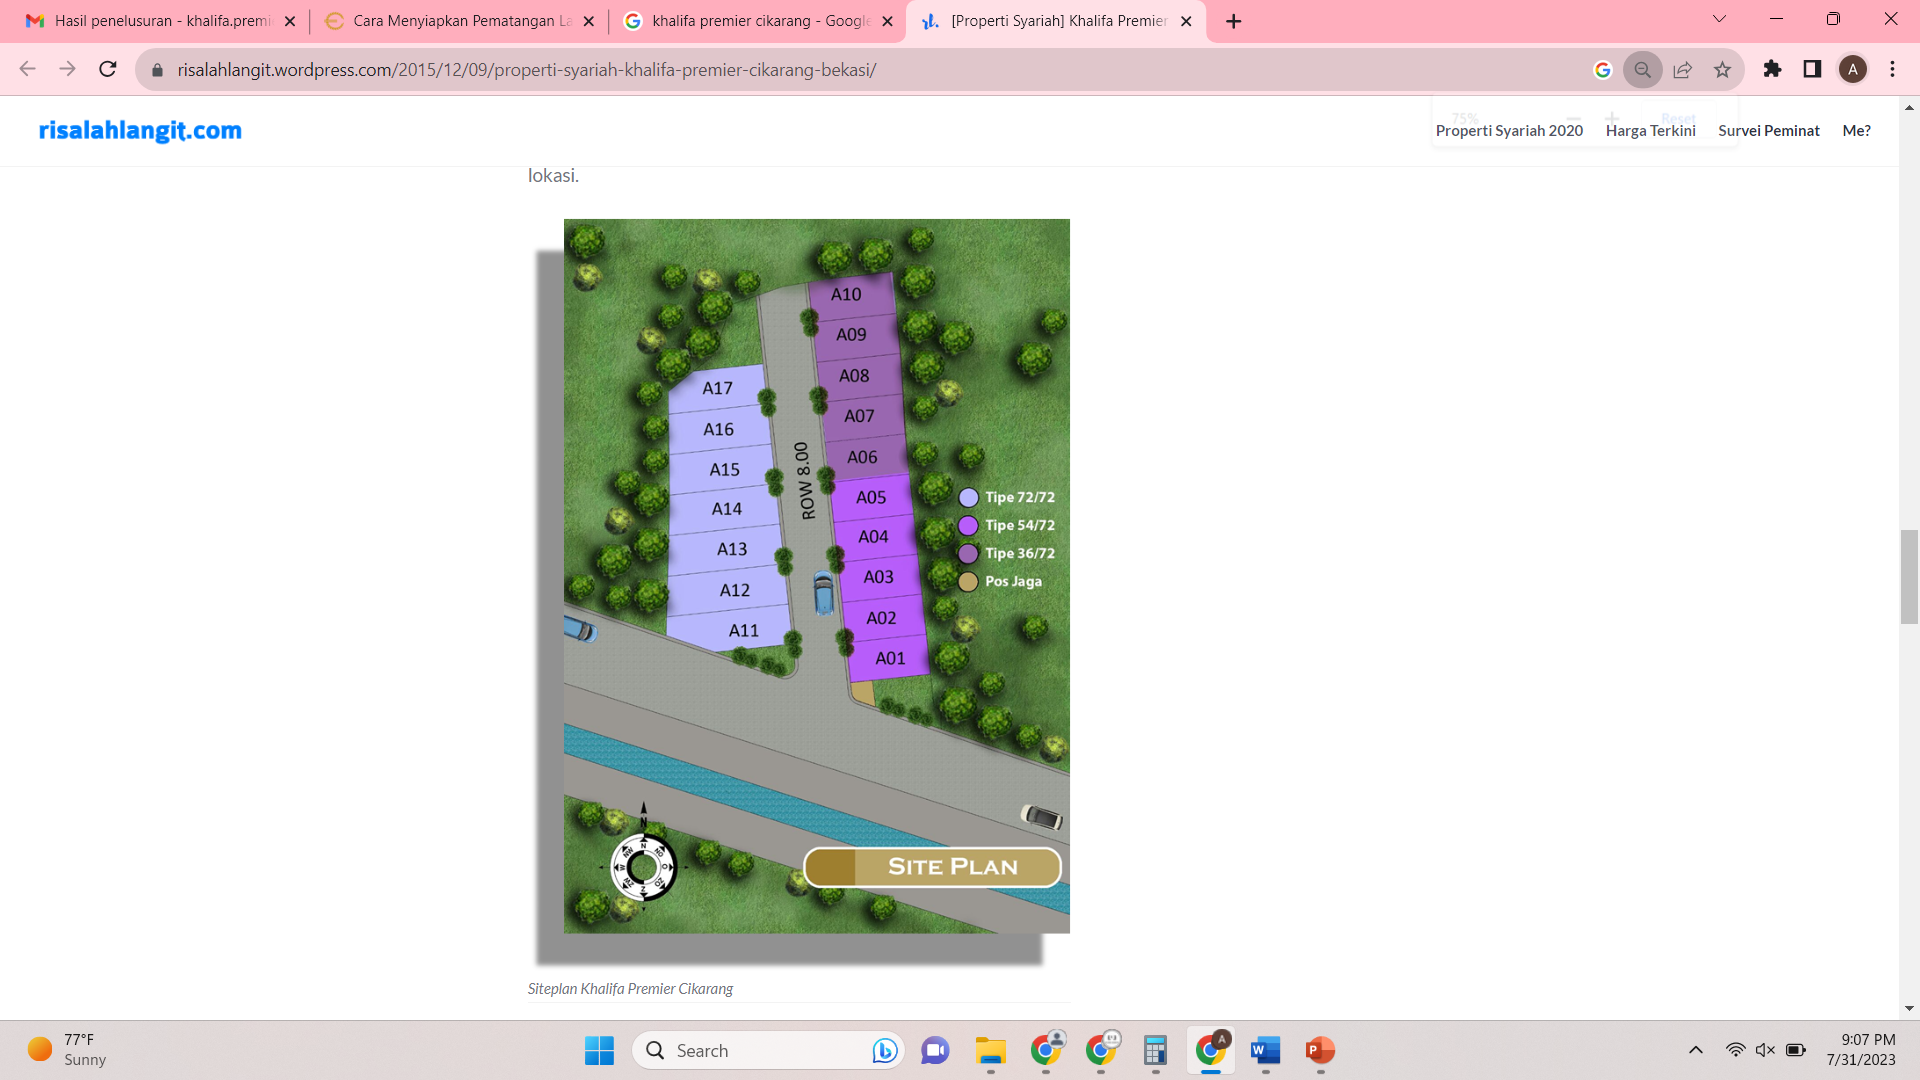 Hasil penelusuran - khalifa.premi
Cara Menyiapkan Pematangan La
khalifa premier cikarang - Google
[Properti Syariah] Khalifa Premier
risalahlangit.wordpress.com/2015/12/09/properti-syariah-khalifa-premier-cikarang-bekasi/
A
75%
Reset
risalahlangit.com
Properti Syariah 2020
Harga Terkini
Survei Peminat
Me?
lokasi.
A10
A09
A08
A07
A06
A05
A04
A03
A02
A01
A17
A16
A15
A14
A13
A12
A11
ROW 8.00
Tipe 72/72
Tipe 54/72
Tipe 36/72
Pos Jaga
N
SITE PLAN
Siteplan Khalifa Premier Cikarang
77°F
Sunny
Search
9:07 PM
7/31/2023